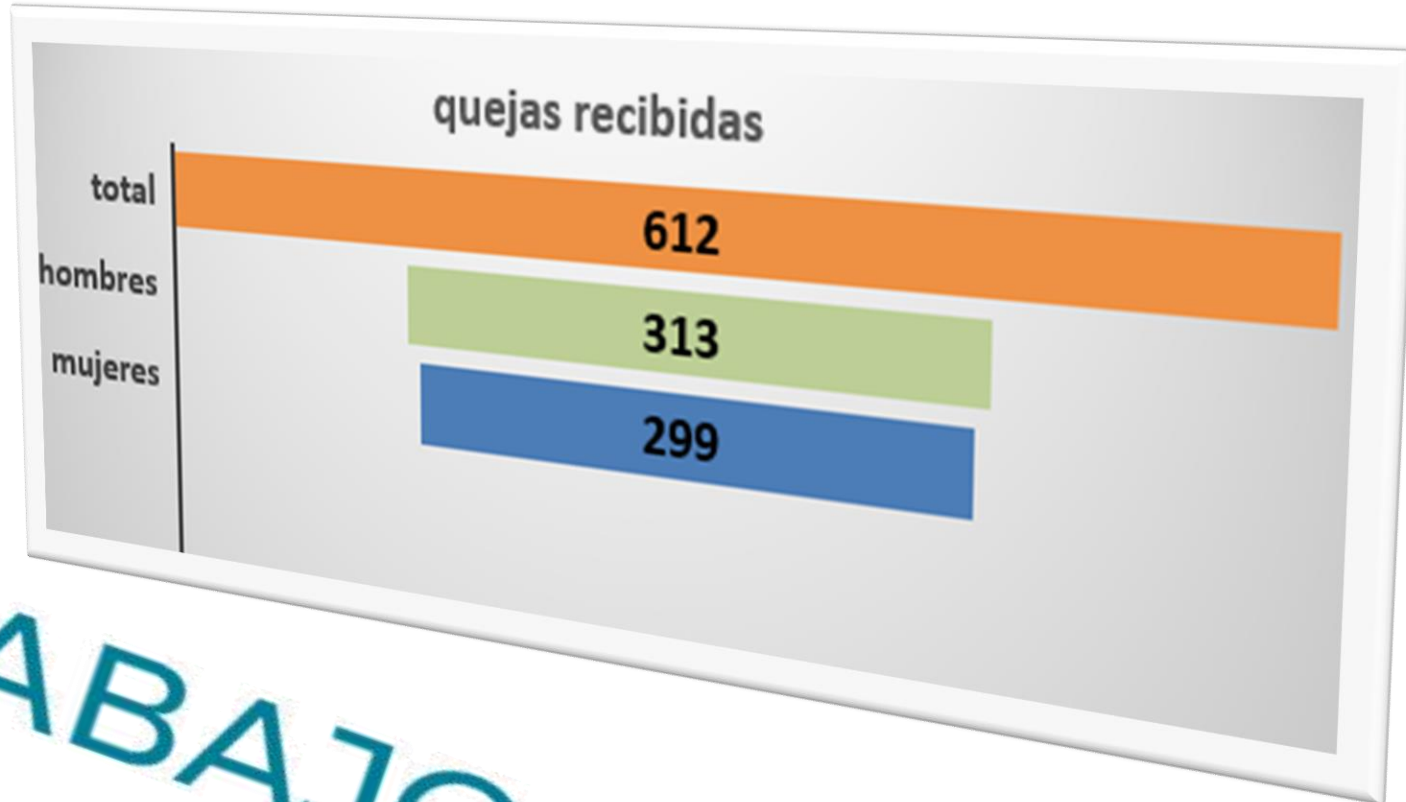 quejas recibidas
total
612
hombres
313
mujeres
299